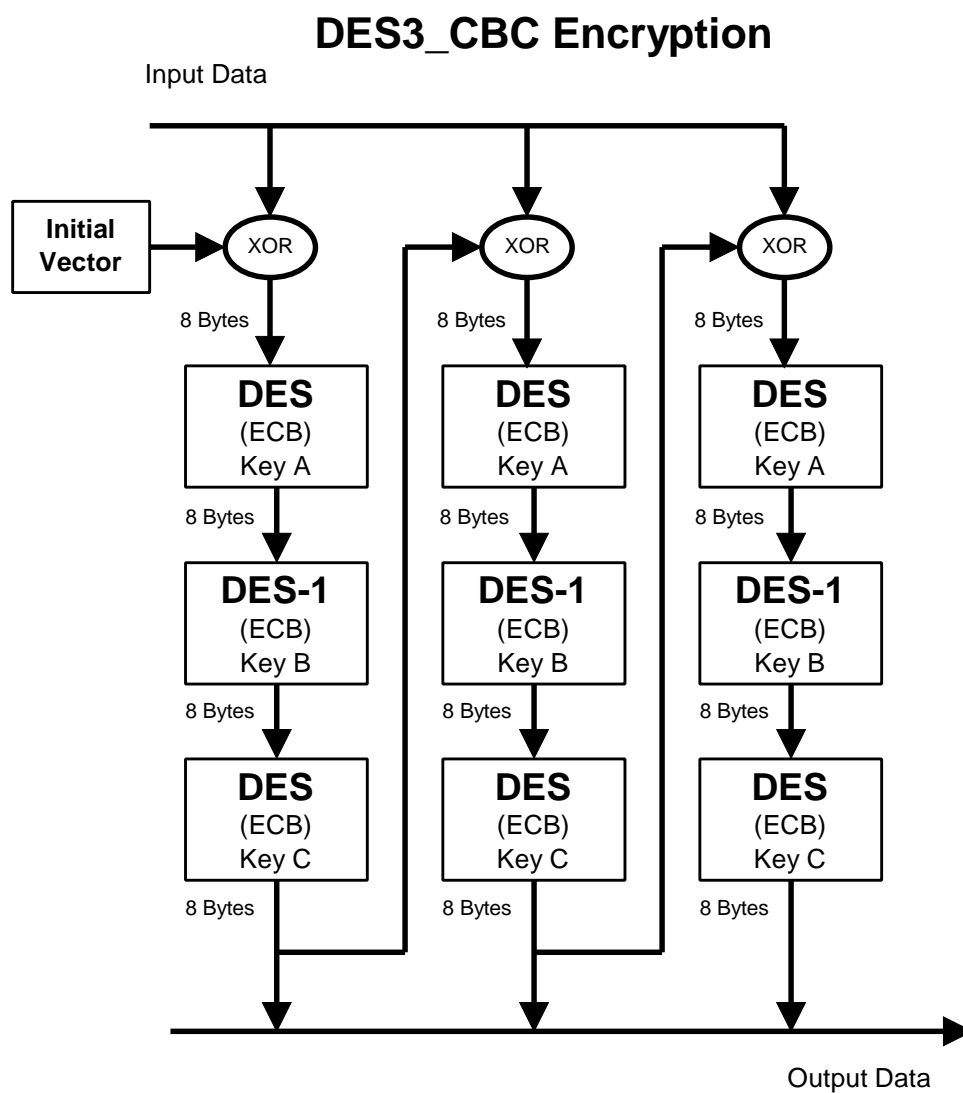 DES3_CBC Encryption
Input Data
Initial
Vector
XOR
XOR
XOR
8 Bytes
8 Bytes
8 Bytes
DES
(ECB)
Key A
DES
(ECB)
Key A
DES
(ECB)
Key A
8 Bytes
8 Bytes
8 Bytes
DES-1
(ECB)
Key B
DES-1
(ECB)
Key B
DES-1
(ECB)
Key B
8 Bytes
8 Bytes
8 Bytes
DES
(ECB)
Key C
DES
(ECB)
Key C
DES
(ECB)
Key C
8 Bytes
8 Bytes
8 Bytes
Output Data